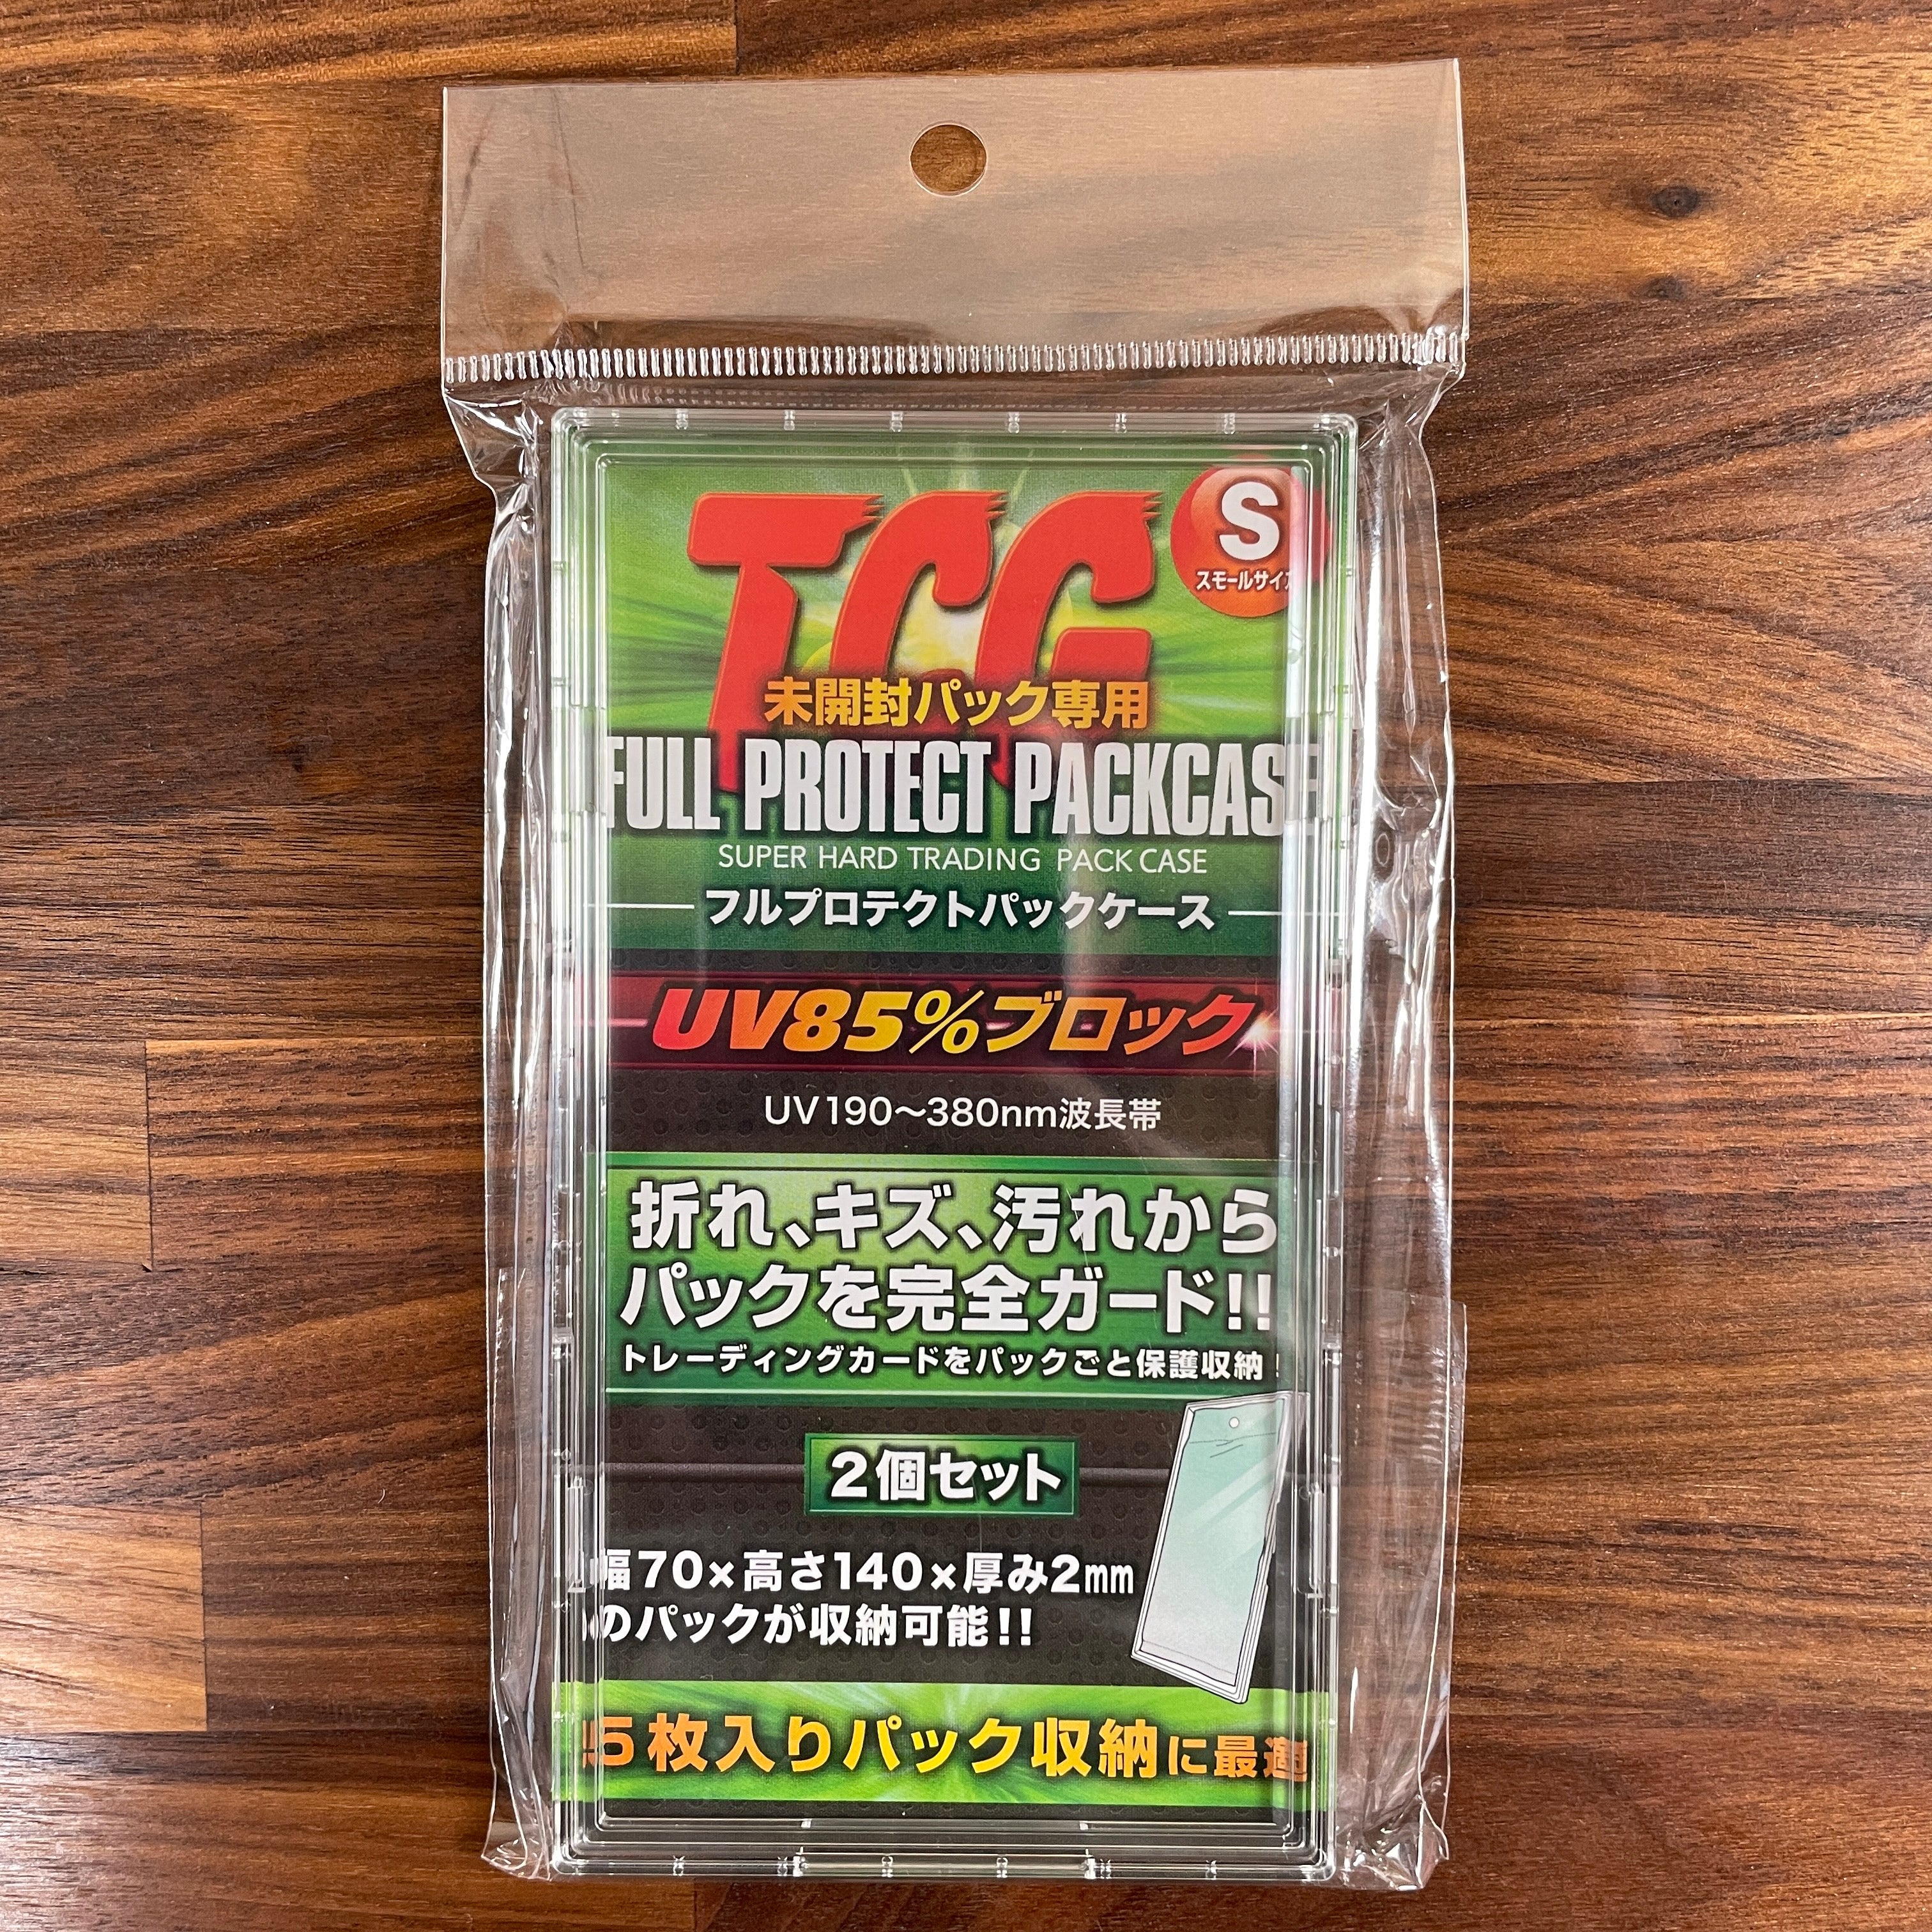 TCG
S
スモールサイズ
未開封パック専用
FULL PROTECT PACKCASE
SUPER HARD TRADING PACK CASE
フルプロテクトパックケース
UV85%ブロック
UV190〜380nm波長帯
折れ、キズ、汚れから
パックを完全ガード!!
トレーディングカードをパックごと保護収納!
2個セット
幅70×高さ140×厚み2㎜
のパックが収納可能!!
5枚入りパック収納に最適